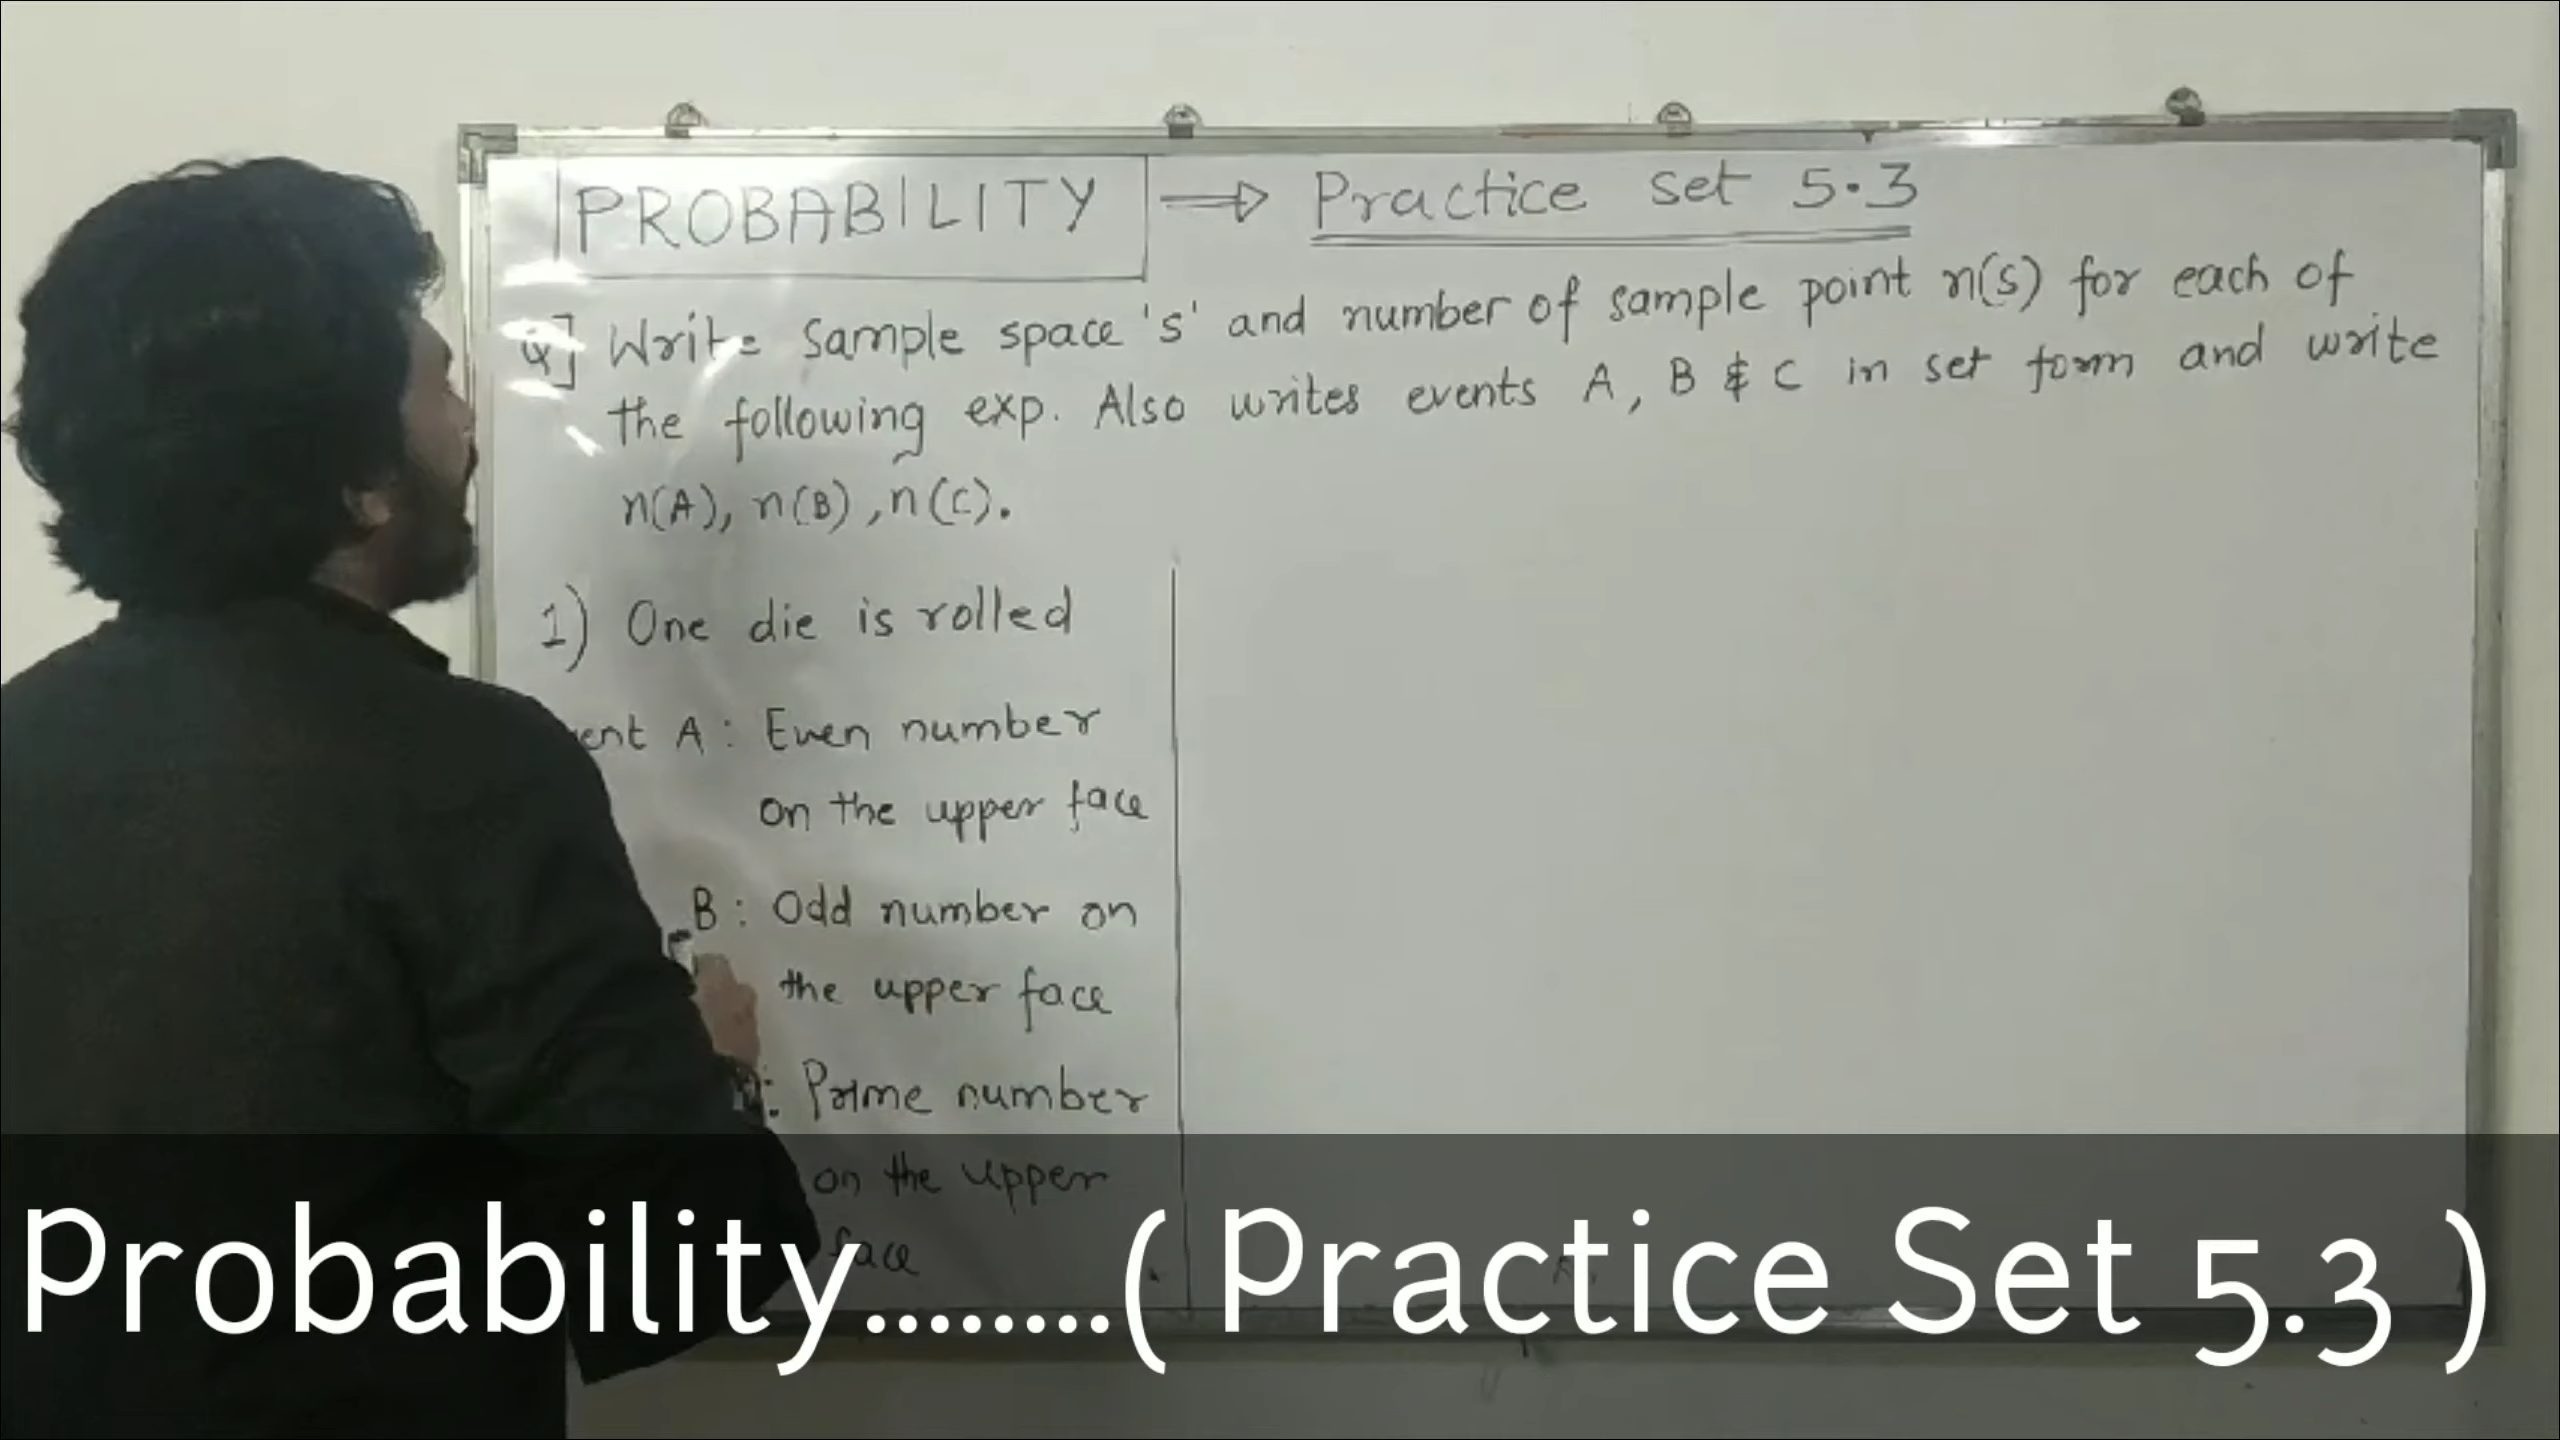 PROBABILITY ⇒ Practice set 5.3
Q] Write Sample space 's' and number of sample point n(s) for each of
the following exp. Also writes events A, B & C in set form and write
n(A), n(B), n(C).
1) One die is rolled
ent A: Even number
on the upper face
B: Odd number on
the upper face
: Prime number
on the upper
face
Probability........( Practice Set 5.3 )